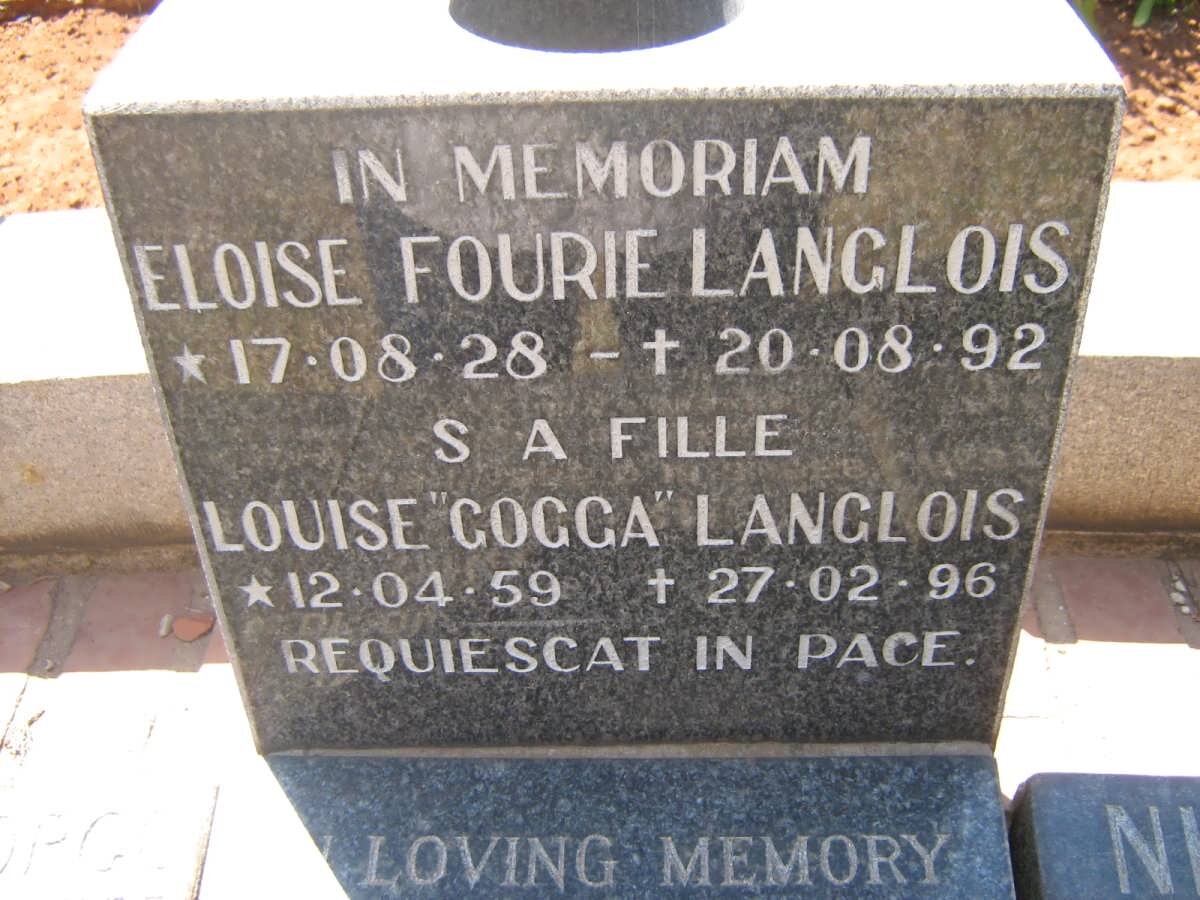 IN MEMORIAM
ELOISE FOURIE LANGLOIS
★ 17·08·28 - † 20·08·92
S A FILLE
LOUISE "GOGGA" LANGLOIS
★ 12·04·59 † 27·02·96
REQUIESCAT IN PACE.
LOVING MEMORY